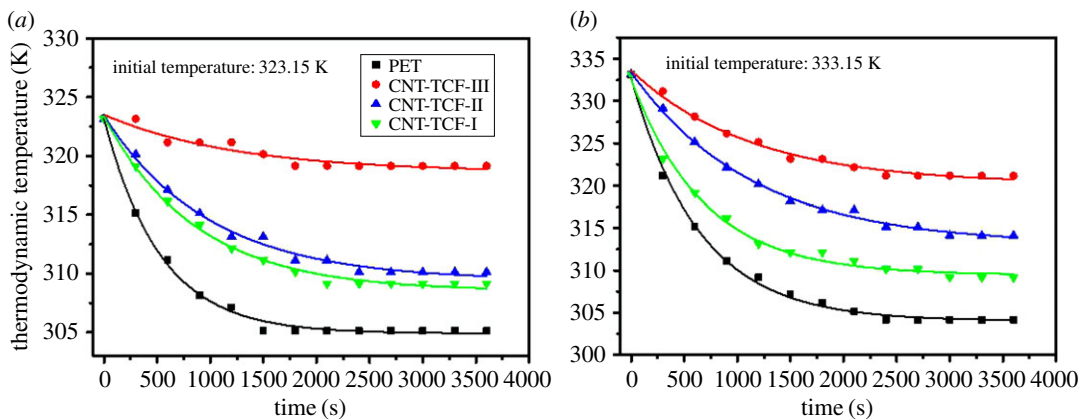 (a)
thermodynamic temperature (K)
330
325
320
315
310
305
initial temperature: 323.15 K
PET
CNT-TCF-III
CNT-TCF-II
CNT-TCF-I
0 500 1000 1500 2000 2500 3000 3500 4000
time (s)
(b)
335
330
325
320
315
310
305
300
initial temperature: 333.15 K
0 500 1000 1500 2000 2500 3000 3500 4000
time (s)